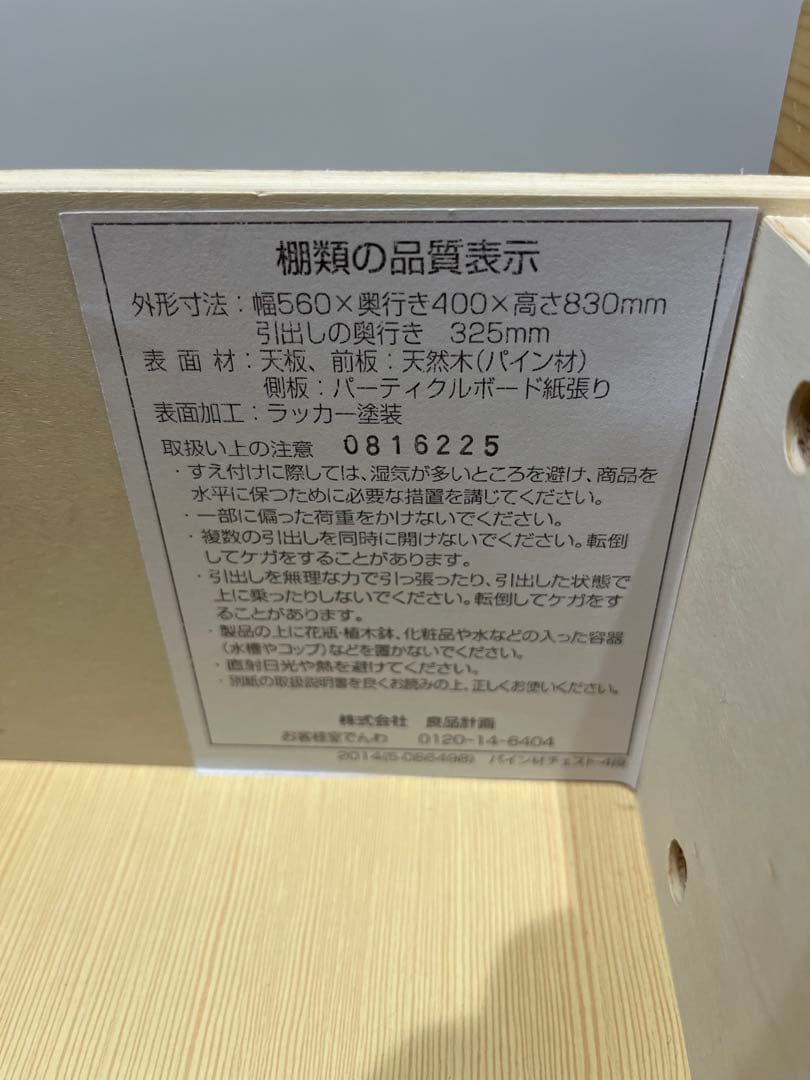 棚類の品質表示
外形寸法：幅560×奥行き400×高さ830mm
引出しの奥行き 325mm
表面材：天板、前板：天然木（パイン材）
側板：パーティクルボード紙張り
表面加工：ラッカー塗装
取扱い上の注意 0816225
・すえ付けに際しては、湿気が多いところを避け、商品を
水平に保つために必要な措置を講じてください。
・一部に偏った荷重をかけないでください。
・複数の引出しを同時に開けないでください。転倒
してケガをすることがあります。
・引出しを無理な力で引っ張ったり、引出した状態で
上に乗ったりしないでください。転倒してケガをす
ることがあります。
・製品の上に花瓶・植木鉢、化粧品や水などの入った容器
（水槽やコップ）などを置かないでください。
・直射日光や熱を避けてください。
・別紙の取扱説明書を良くお読みの上、正しくお使いください。
株式会社 良品計画
お客様室でんわ 0120-14-6404
2014(5-066498) パイン材チェスト・4段